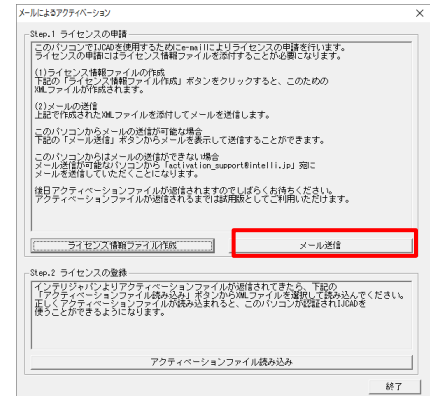 メールによるアクティベーション
Step.1 ライセンスの申請
このパソコンでIJCADを使用するためにe-mailによりライセンスの申請を行います。
ライセンスの申請にはライセンス情報ファイルを添付することが必要になります。
(1)ライセンス情報ファイルの作成
下記の「ライセンス情報ファイル作成」ボタンをクリックすると、このための
XMLファイルが作成されます。
(2)メールの送信
上記で作成されたXMLファイルを添付してメールを送信します。
このパソコンからメールの送信が可能な場合
下記の「メール送信」ボタンからメールを表示して送信することができます。
このパソコンからはメールの送信ができない場合
メール送信が可能なパソコンから「activation_support@intelli.jp」宛に
メールを送信していただくことになります。
後日アクティベーションファイルが返信されますのでしばらくお待ちください。
アクティベーションファイルが返信されるまでは試用版としてご利用いただけます。
ライセンス情報ファイル作成
メール送信
Step.2 ライセンスの登録
インテリジャパンよりアクティベーションファイルが返信されてきたら、下記の
「アクティベーションファイル読み込み」ボタンからXMLファイルを選択して読み込んでください。
正しくアクティベーションファイルが読み込まれると、このパソコンが認証されIJCADを
使うことができるようになります。
アクティベーションファイル読み込み
終了